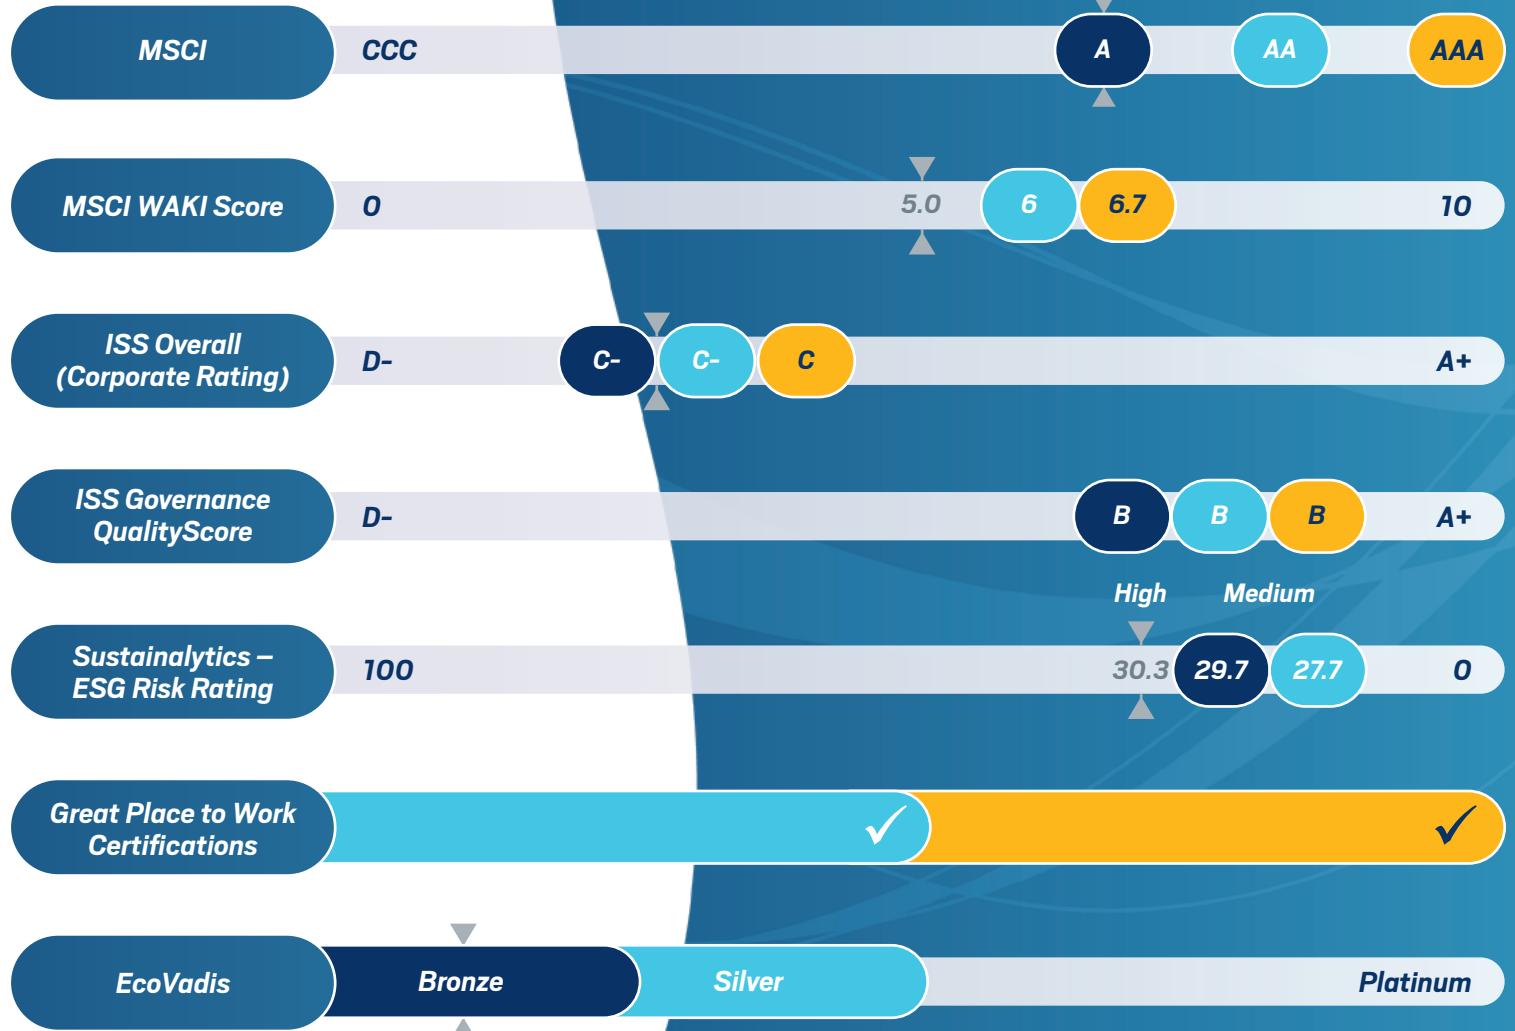 MSCI
CCC
A
AA
AAA
MSCI WAKI Score
0
5.0
6
6.7
10
ISS Overall
(Corporate Rating)
D-
C-
C-
C
A+
ISS Governance
QualityScore
D-
B
B
B
A+
High
Medium
Sustainalytics –
ESG Risk Rating
100
30.3
29.7
27.7
0
Great Place to Work
Certifications
EcoVadis
Bronze
Silver
Platinum